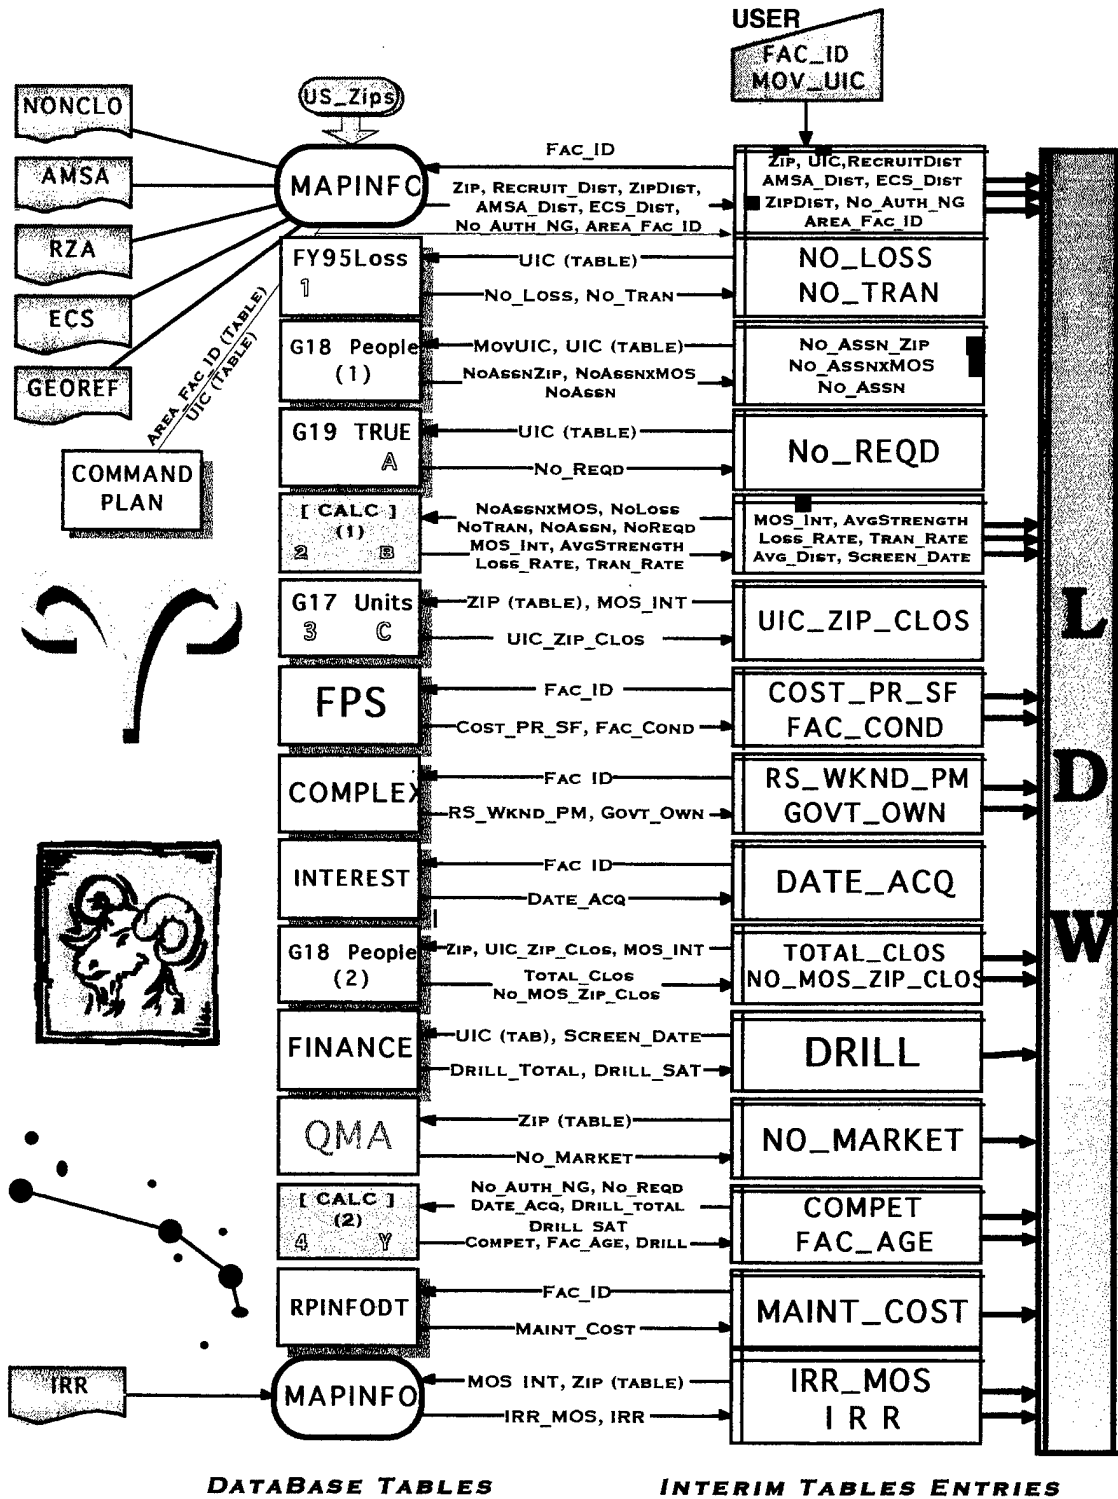 USER
FAC_ID
MOV_UIC
NONCLO
AMSA
RZA
ECS
GEOREF
COMMAND
PLAN
AREA_FAC_ID (TABLE)
UIC (TABLE)
US_Zips
MAPINFO
FAC_ID
ZIP, RECRUIT_DIST, ZIPDIST,
AMSA_DIST, ECS_DIST,
NO_AUTH_NG, AREA_FAC_ID
ZIP, UIC,RECRUITDIST
AMSA_DIST, ECS_DIST
ZIPDIST, NO_AUTH_NG
AREA_FAC_ID
FY95Loss
1
UIC (TABLE)
NO_LOSS, NO_TRAN
NO_LOSS
NO_TRAN
G18 People
(1)
MOVUIC, UIC (TABLE)
NOASSNZIP, NOASSNXMOS
NOASSN
NO_ASSN_ZIP
NO_ASSNXMOS
NO_ASSN
G19 TRUE
A
UIC (TABLE)
NO_REQD
No_REQD
[ CALC ]
(1)
2 B
NOASSNXMOS, NOLOSS
NOTRAN, NOASSN, NOREQD
MOS_INT, AVGSTRENGTH
LOSS_RATE, TRAN_RATE
MOS_INT, AVGSTRENGTH
LOSS_RATE, TRAN_RATE
AVG_DIST, SCREEN_DATE
G17 Units
3 C
ZIP (TABLE), MOS_INT
UIC_ZIP_CLOS
UIC_ZIP_CLOS
FPS
FAC_ID
COST_PR_SF, FAC_COND
COST_PR_SF
FAC_COND
COMPLEX
FAC ID
RS_WKND_PM, GOVT_OWN
RS_WKND_PM
GOVT_OWN
INTEREST
FAC ID
DATE_ACQ
DATE_ACQ
G18 People
(2)
ZIP, UIC_ZIP_CLOS, MOS_INT
TOTAL_CLOS
NO_MOS_ZIP_CLOS
TOTAL_CLOS
NO_MOS_ZIP_CLOS
FINANCE
UIC (TAB), SCREEN_DATE
DRILL_TOTAL, DRILL_SAT
DRILL
QMA
ZIP (TABLE)
NO_MARKET
NO_MARKET
[ CALC ]
(2)
4 Y
NO_AUTH_NG, NO_REQD
DATE_ACQ, DRILL_TOTAL
DRILL_SAT
COMPET, FAC_AGE, DRILL
COMPET
FAC_AGE
RPINFODT
FAC_ID
MAINT_COST
MAINT_COST
IRR
MAPINFO
MOS INT, ZIP (TABLE)
IRR_MOS, IRR
IRR_MOS
I R R
L
D
W
DATABASE TABLES
INTERIM TABLES ENTRIES